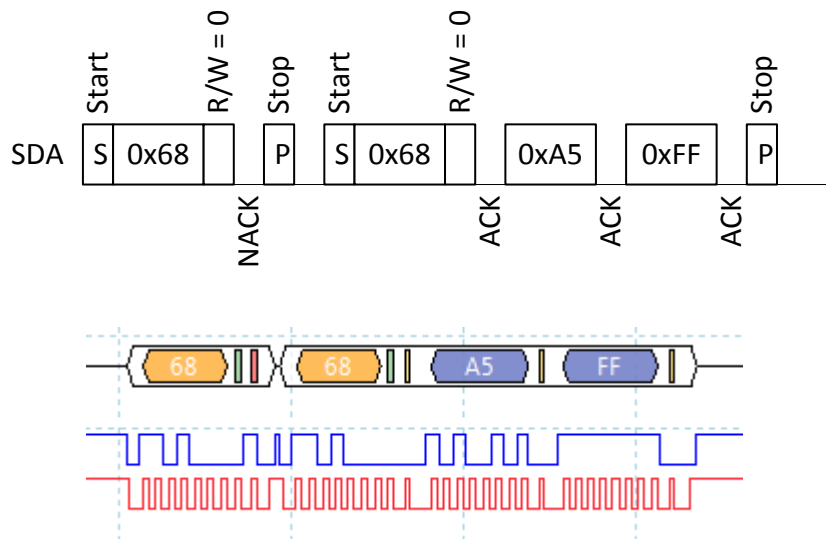 Start
R/W = 0
Stop
Start
R/W = 0
Stop
SDA
S
0x68
P
S
0x68
0xA5
0xFF
P
NACK
ACK
ACK
ACK
68
68
A5
FF